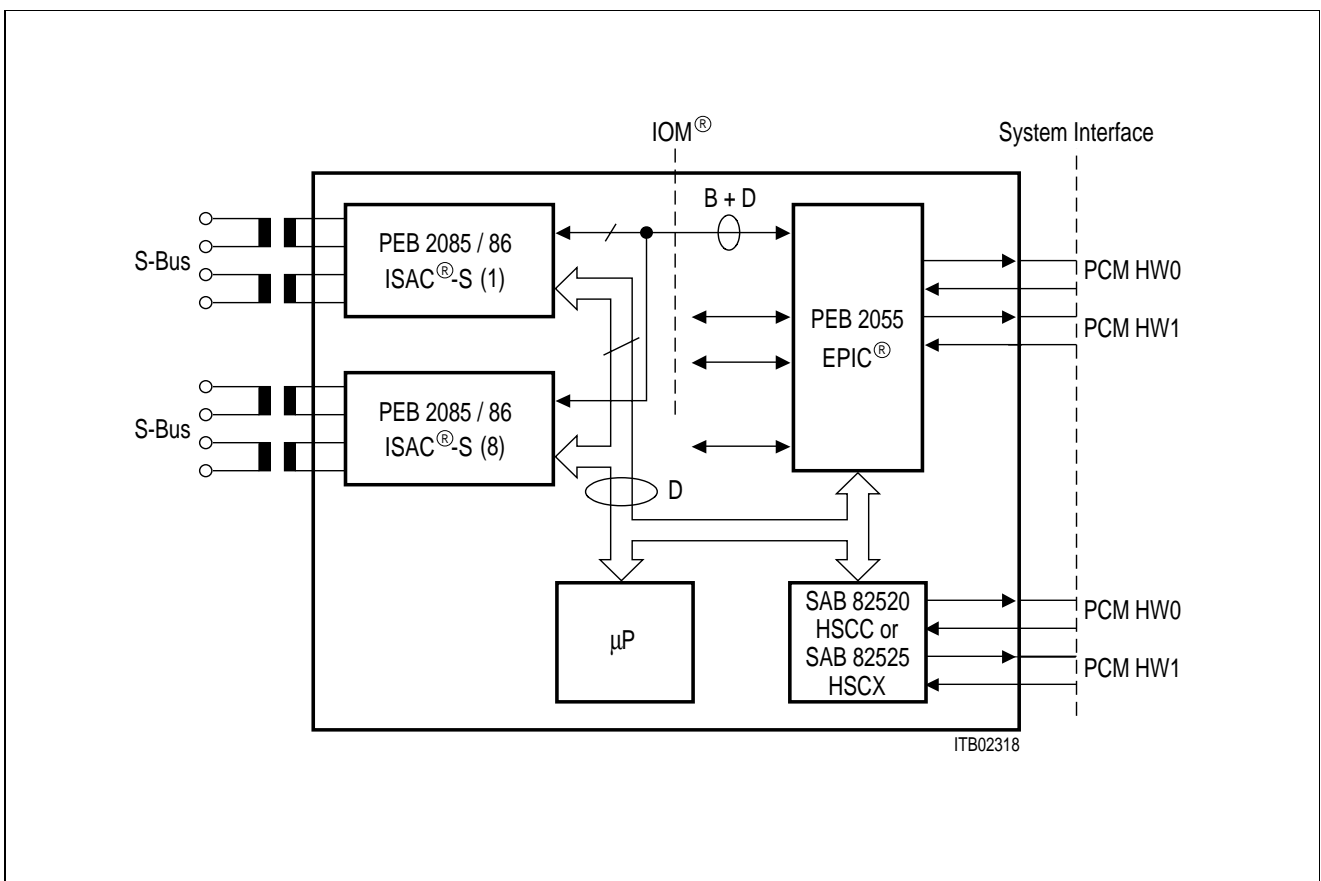 IOM®
System Interface
B + D
S-Bus
PEB 2085 / 86
ISAC®-S (1)
PEB 2055
EPIC®
PCM HW0
PCM HW1
S-Bus
PEB 2085 / 86
ISAC®-S (8)
D
µP
SAB 82520
HSCC or
SAB 82525
HSCX
PCM HW0
PCM HW1
ITB02318